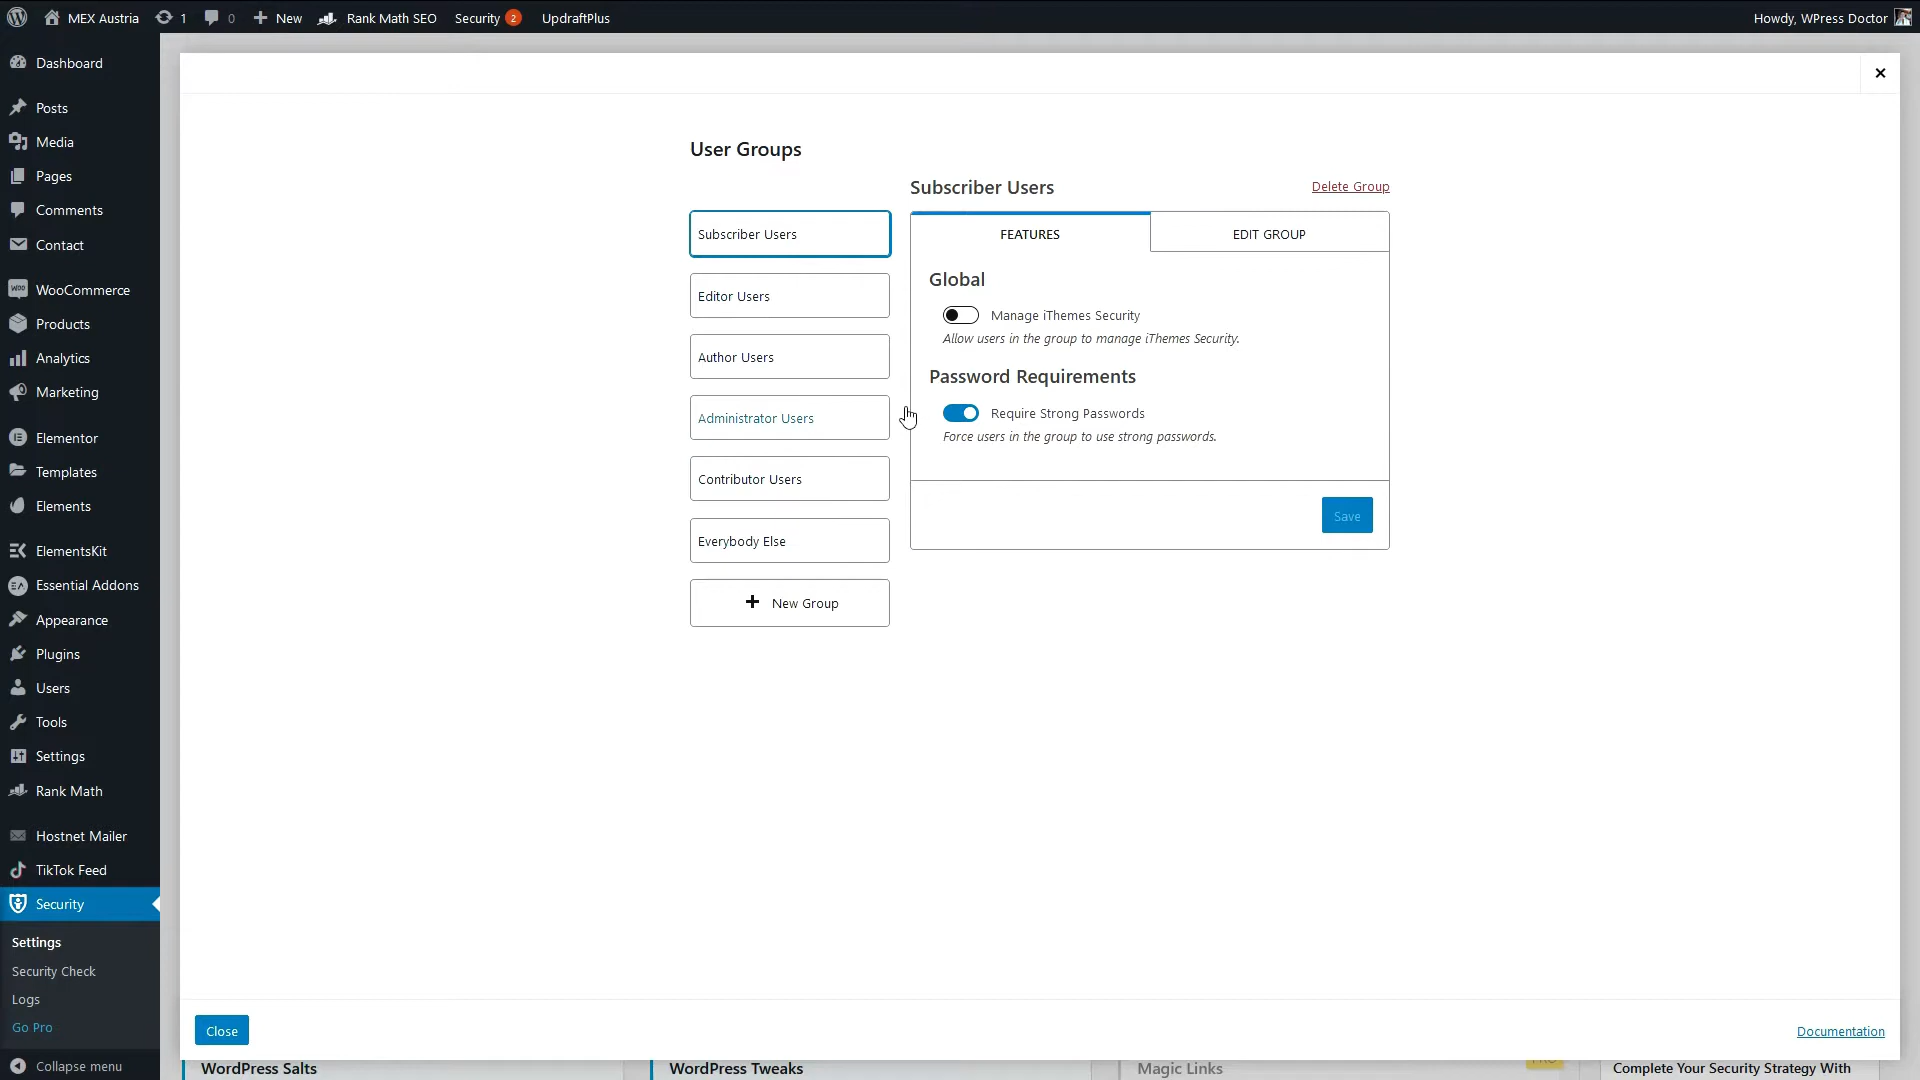 MEX Austria
1
0
New
Rank Math SEO
Security 2
UpdraftPlus
Howdy, WPress Doctor
Dashboard
Posts
Media
Pages
Comments
Contact
WooCommerce
Products
Analytics
Marketing
Elementor
Templates
Elements
ElementsKit
Essential Addons
Appearance
Plugins
Users
Tools
Settings
Rank Math
Hostnet Mailer
TikTok Feed
Security
Settings
Security Check
Logs
Go Pro
Collapse menu
User Groups
Subscriber Users
Editor Users
Author Users
Administrator Users
Contributor Users
Everybody Else
New Group
Subscriber Users
Delete Group
FEATURES
EDIT GROUP
Global
Manage iThemes Security
Allow users in the group to manage iThemes Security.
Password Requirements
Require Strong Passwords
Force users in the group to use strong passwords.
Save
Close
Documentation
WordPress Salts
WordPress Tweaks
Magic Links
PRO
Complete Your Security Strategy With